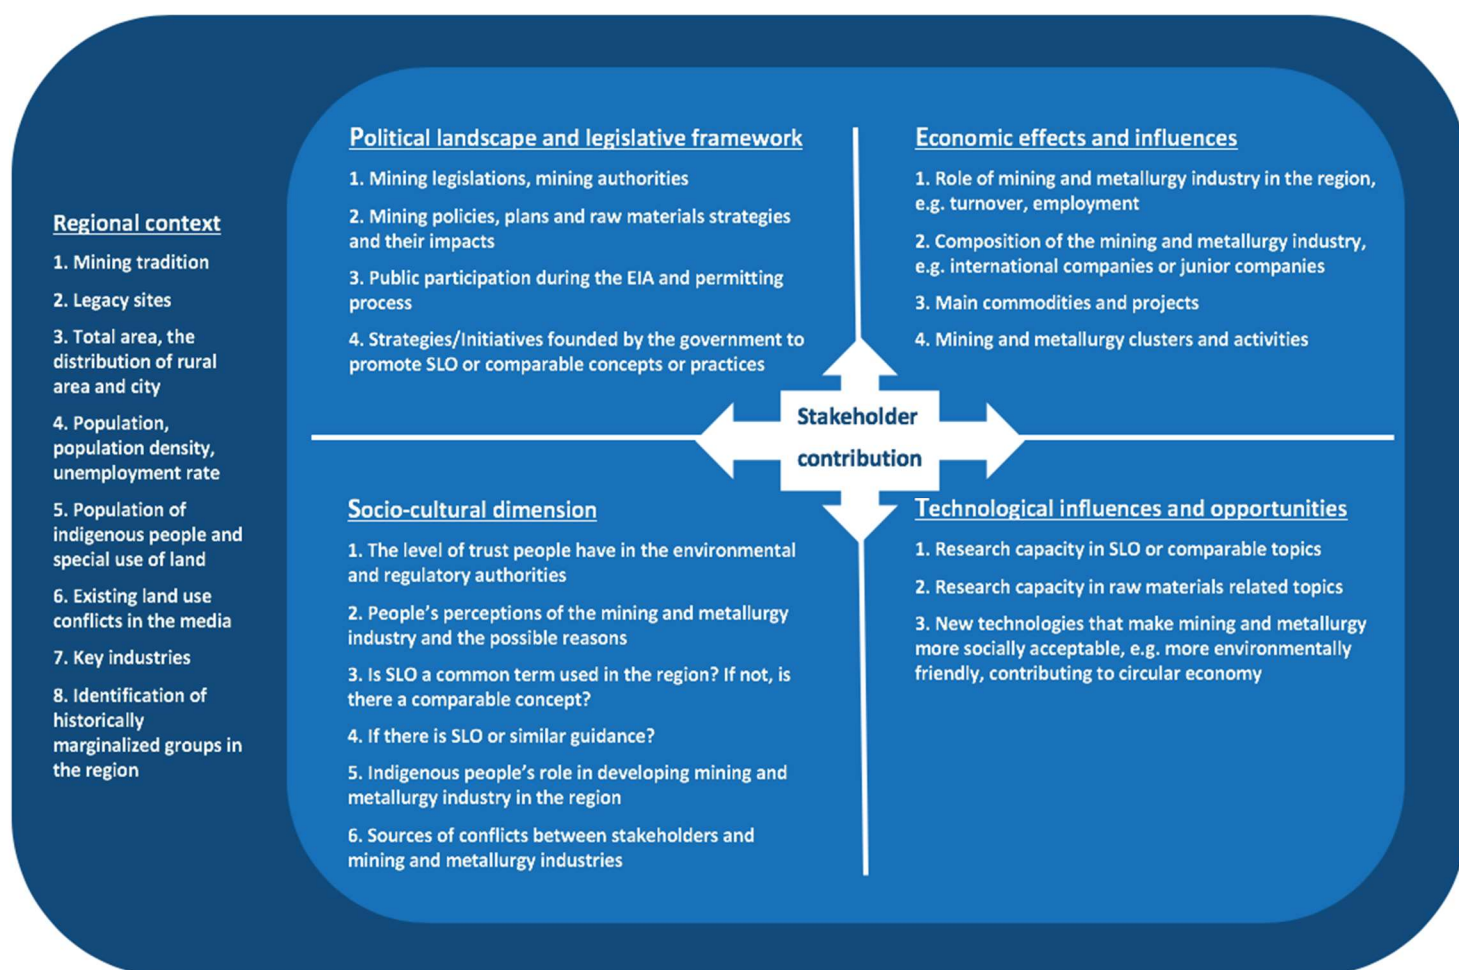 Regional context
1. Mining tradition
2. Legacy sites
3. Total area, the
distribution of rural
area and city
4. Population,
population density,
unemployment rate
5. Population of
indigenous people and
special use of land
6. Existing land use
conflicts in the media
7. Key industries
8. Identification of
historically
marginalized groups in
the region
Political landscape and legislative framework
1. Mining legislations, mining authorities
2. Mining policies, plans and raw materials strategies
and their impacts
3. Public participation during the EIA and permitting
process
4. Strategies/Initiatives founded by the government to
promote SLO or comparable concepts or practices
Economic effects and influences
1. Role of mining and metallurgy industry in the region,
e.g. turnover, employment
2. Composition of the mining and metallurgy industry,
e.g. international companies or junior companies
3. Main commodities and projects
4. Mining and metallurgy clusters and activities
Stakeholder
contribution
Socio-cultural dimension
1. The level of trust people have in the environmental
and regulatory authorities
2. People’s perceptions of the mining and metallurgy
industry and the possible reasons
3. Is SLO a common term used in the region? If not, is
there a comparable concept?
4. If there is SLO or similar guidance?
5. Indigenous people’s role in developing mining and
metallurgy industry in the region
6. Sources of conflicts between stakeholders and
mining and metallurgy industries
Technological influences and opportunities
1. Research capacity in SLO or comparable topics
2. Research capacity in raw materials related topics
3. New technologies that make mining and metallurgy
more socially acceptable, e.g. more environmentally
friendly, contributing to circular economy